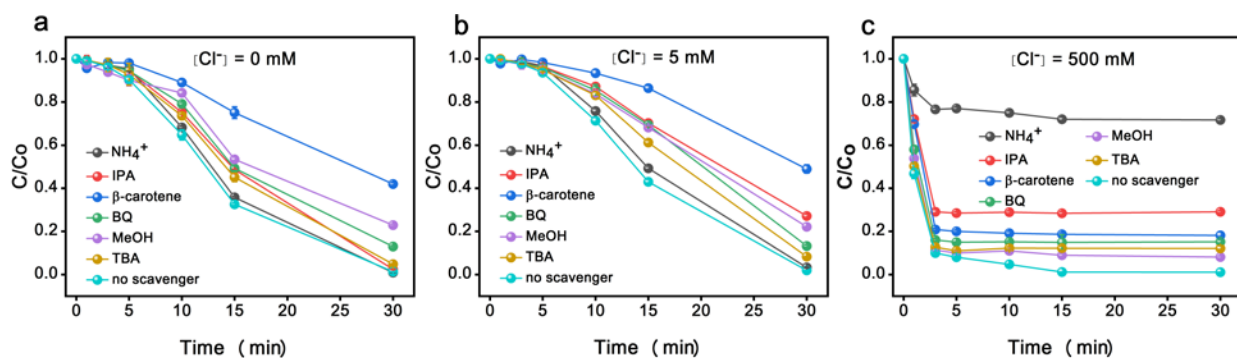 a
[Cl⁻] = 0 mM
C/Co
1.0
0.8
0.6
0.4
0.2
0.0
NH₄⁺
IPA
β-carotene
BQ
MeOH
TBA
no scavenger
0 5 10 15 20 25 30
Time ( min)
b
[Cl⁻] = 5 mM
C/Co
1.0
0.8
0.6
0.4
0.2
0.0
NH₄⁺
IPA
β-carotene
BQ
MeOH
TBA
no scavenger
0 5 10 15 20 25 30
Time ( min)
c
[Cl⁻] = 500 mM
C/Co
1.0
0.8
0.6
0.4
0.2
0.0
NH₄⁺ MeOH
IPA TBA
β-carotene no scavenger
BQ
0 5 10 15 20 25 30
Time ( min)